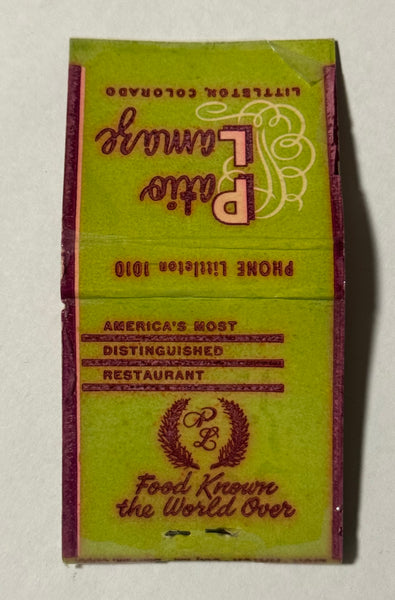 Patio
Lamaze
LITTLETON, COLORADO
PHONE Littleton 1010
AMERICA'S MOST
DISTINGUISHED
RESTAURANT
PL
Food Known
the World Over